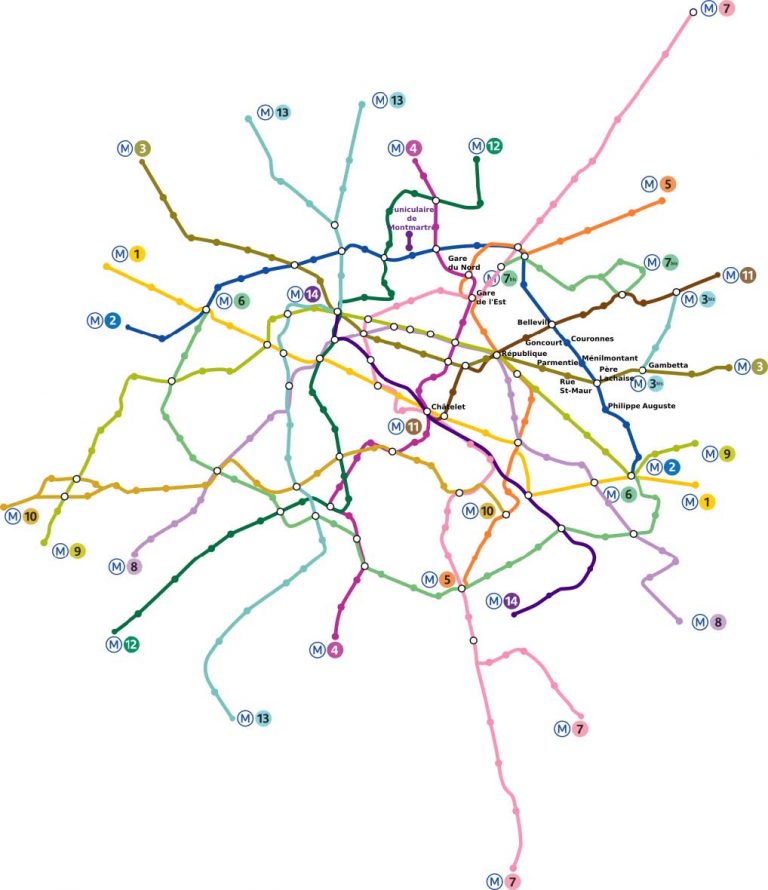 M 7
M 13
M 13
M 3
M 4
M 12
M 5
uniculaire
de
Montmartre
M 1
Gare
du Nord
M 7bis
M 7bis
M 11
M 6
M 14
Gare
de l'Est
M 3bis
M 2
Bellevill
Couronnes
Goncourt
République
Parmentier
Ménilmontant
Père
Lachaise
Gambetta
M 3
Rue
St-Maur
M 3bis
Châtelet
Philippe Auguste
M 11
M 9
M 2
M 6
M 1
M 10
M 10
M 9
M 8
M 5
M 14
M 8
M 12
M 4
M 13
M 7
M 7